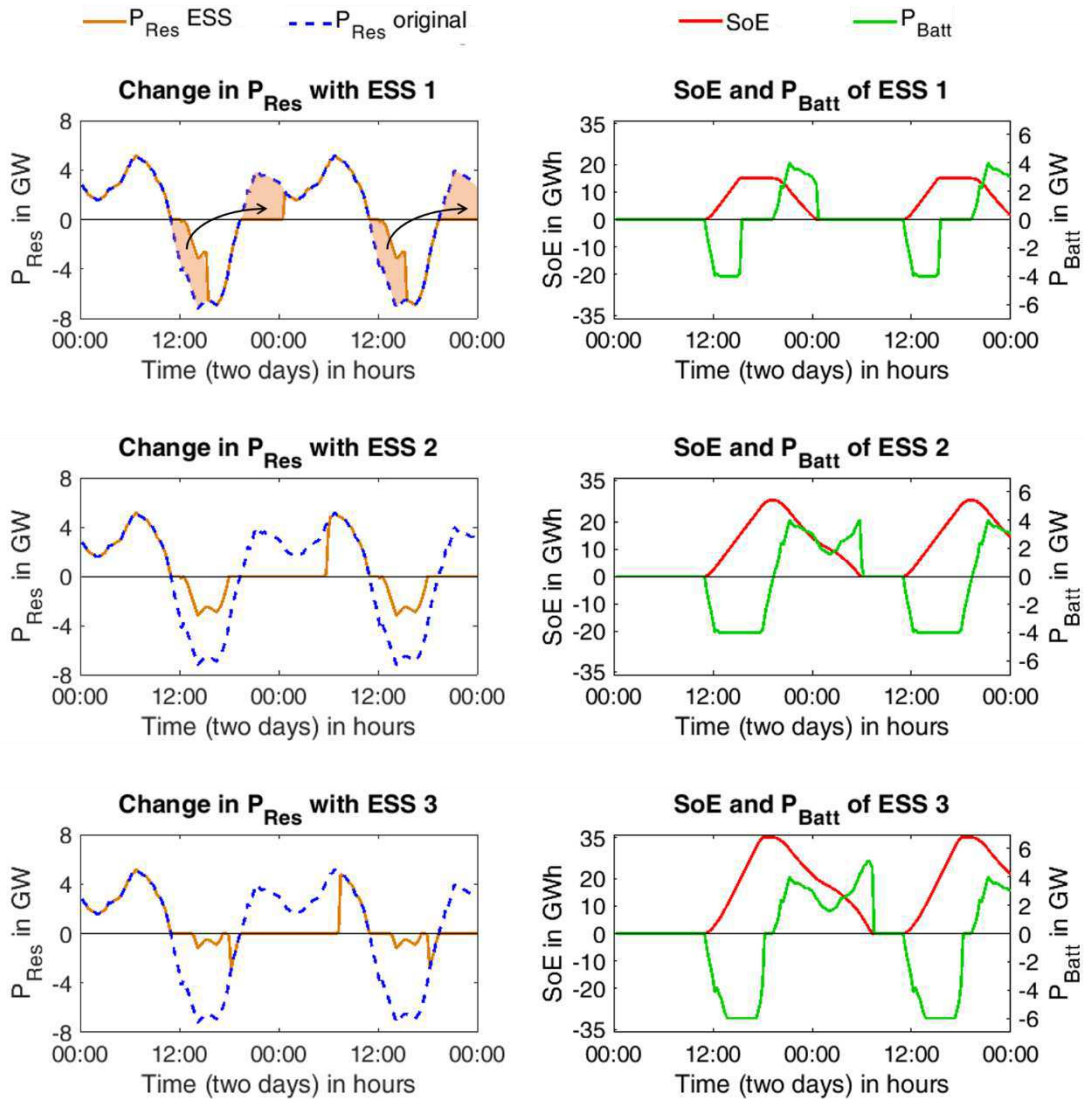 P_Res ESS    P_Res original    SoE    P_Batt
Change in P_Res with ESS 1
8
4
0
-4
-8
P_Res in GW
00:00 12:00 00:00 12:00 00:00
Time (two days) in hours
SoE and P_Batt of ESS 1
35
20
10
0
-10
-20
-35
SoE in GWh
6
4
2
0
-2
-4
-6
P_Batt in GW
00:00 12:00 00:00 12:00 00:00
Time (two days) in hours
Change in P_Res with ESS 2
8
4
0
-4
-8
P_Res in GW
00:00 12:00 00:00 12:00 00:00
Time (two days) in hours
SoE and P_Batt of ESS 2
35
20
10
0
-10
-20
-35
SoE in GWh
6
4
2
0
-2
-4
-6
P_Batt in GW
00:00 12:00 00:00 12:00 00:00
Time (two days) in hours
Change in P_Res with ESS 3
8
4
0
-4
-8
P_Res in GW
00:00 12:00 00:00 12:00 00:00
Time (two days) in hours
SoE and P_Batt of ESS 3
35
20
10
0
-10
-20
-35
SoE in GWh
6
4
2
0
-2
-4
-6
P_Batt in GW
00:00 12:00 00:00 12:00 00:00
Time (two days) in hours